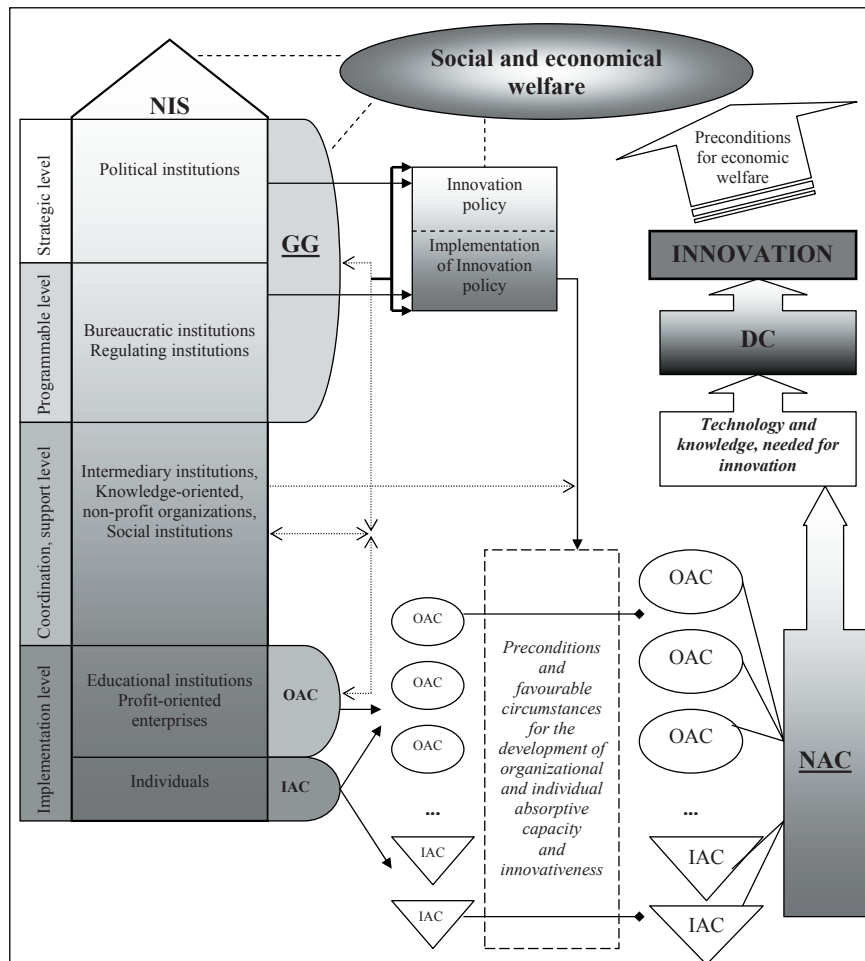 Social and economical
welfare
NIS
Strategic level
Political institutions
GG
Programmable level
Bureaucratic institutions
Regulating institutions
Coordination, support level
Intermediary institutions,
Knowledge-oriented,
non-profit organizations,
Social institutions
Implementation level
Educational institutions
Profit-oriented
enterprises
OAC
Individuals
IAC
Innovation
policy
Implementation
of Innovation
policy
Preconditions
for economic
welfare
INNOVATION
DC
Technology and
knowledge, needed for
innovation
OAC
OAC
OAC
...
IAC
IAC
Preconditions
and
favourable
circumstances
for the
development of
organizational
and individual
absorptive
capacity
and
innovativeness
OAC
OAC
OAC
...
IAC
IAC
NAC